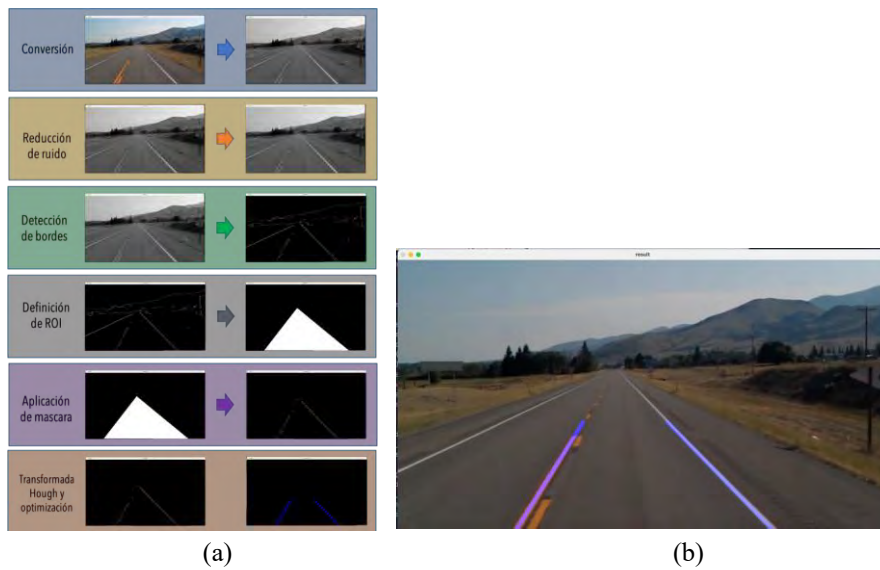 Conversión
Reducción
de ruido
Detección
de bordes
Definición
de ROI
Aplicación
de mascara
Transformada
Hough y
optimización
result
(a)
(b)